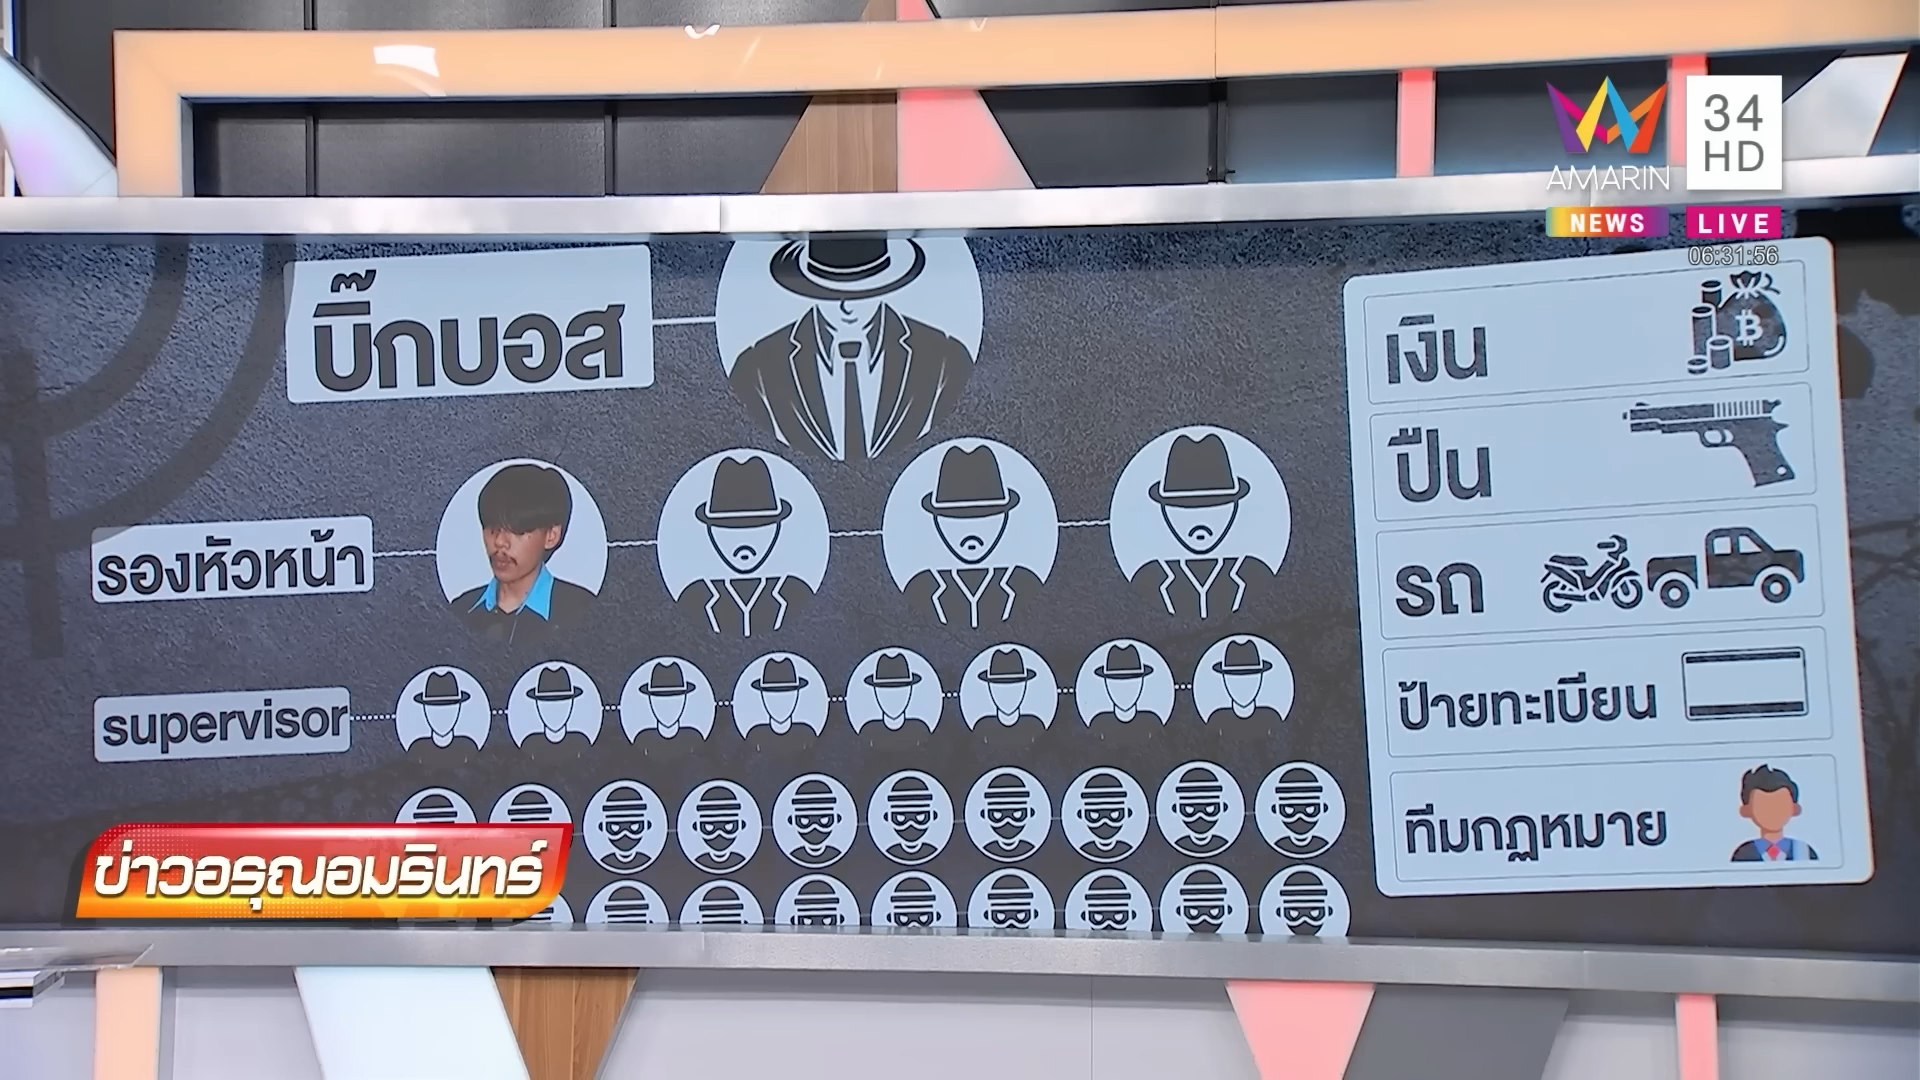 AMARIN
34
HD
NEWS
LIVE
06:31:56
บิ๊กบอส
รองหัวหน้า
supervisor
เงิน
ปืน
รถ
ป้ายทะเบียน
ทีมกฎหมาย
ข่าวอรุณอมรินทร์